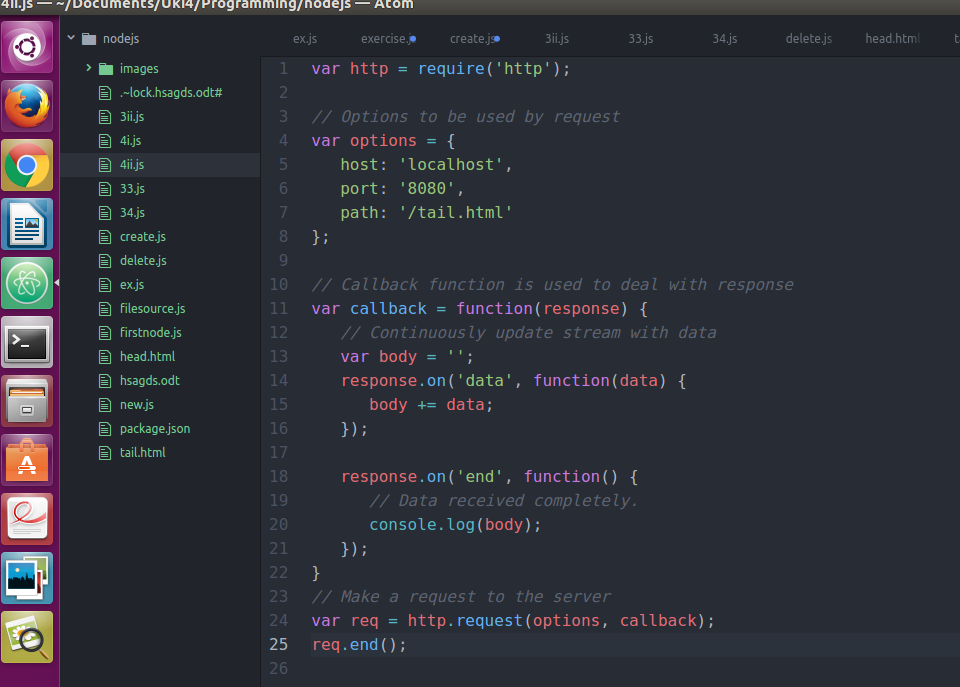 4ii.js — ~/Documents/Uki4/Programming/nodejs — Atom
nodejs
images
.~lock.hsagds.odt#
3ii.js
4i.js
4ii.js
33.js
34.js
create.js
delete.js
ex.js
filesource.js
firstnode.js
head.html
hsagds.odt
new.js
package.json
tail.html
ex.js exercise.js create.js 3ii.js 33.js 34.js delete.js head.html
1 var http = require('http');
2
3 // Options to be used by request
4 var options = {
5 host: 'localhost',
6 port: '8080',
7 path: '/tail.html'
8 };
9
10 // Callback function is used to deal with response
11 var callback = function(response) {
12 // Continuously update stream with data
13 var body = '';
14 response.on('data', function(data) {
15 body += data;
16 });
17
18 response.on('end', function() {
19 // Data received completely.
20 console.log(body);
21 });
22 }
23 // Make a request to the server
24 var req = http.request(options, callback);
25 req.end();
26